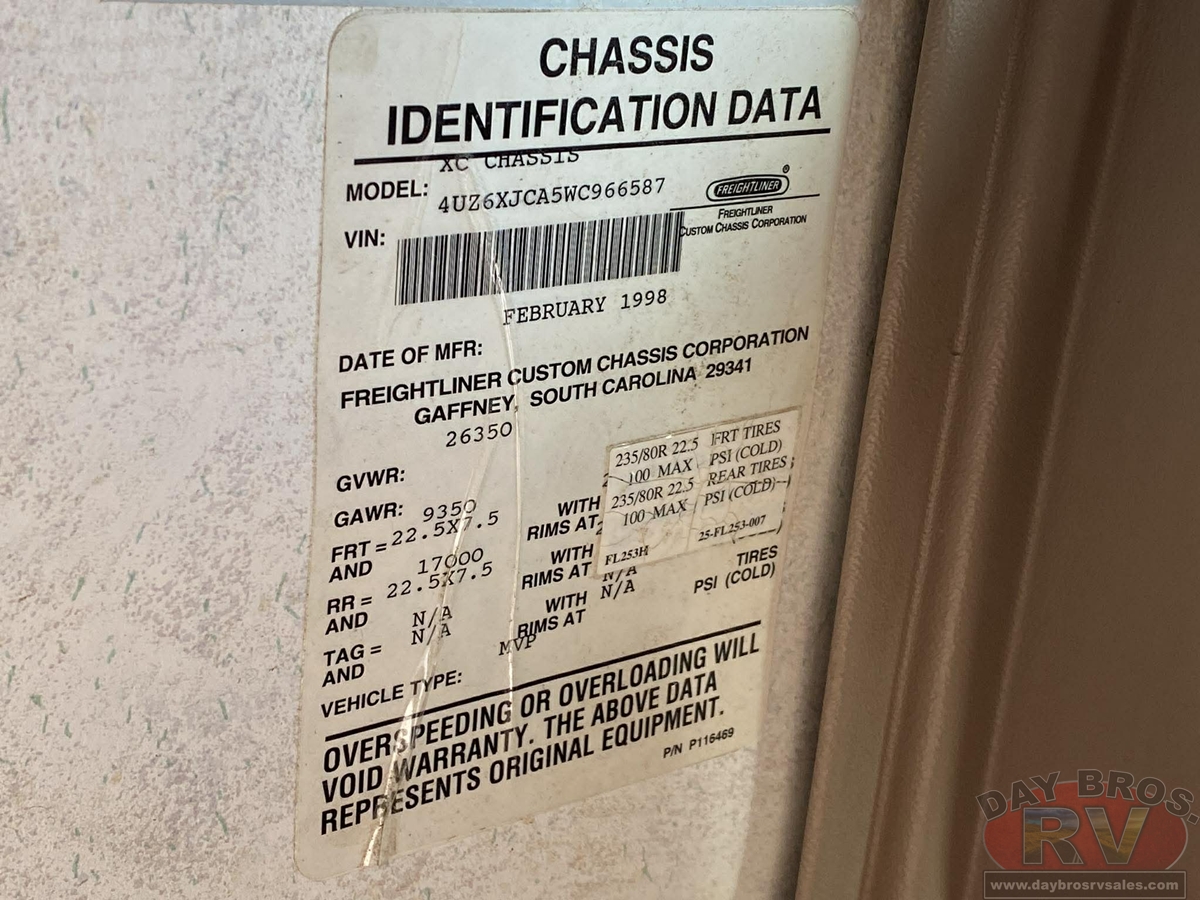 CHASSIS
IDENTIFICATION DATA
XC CHASSIS
MODEL:
4UZ6XJCA5WC966587
FREIGHTLINER®
FREIGHTLINER
CUSTOM CHASSIS CORPORATION
VIN:
FEBRUARY 1998
DATE OF MFR:
FREIGHTLINER CUSTOM CHASSIS CORPORATION
GAFFNEY, SOUTH CAROLINA 29341
26350
GVWR:
GAWR: 9350
FRT = 22.5X7.5 WITH
AND RIMS AT
17000
RR = 22.5X7.5 WITH
AND RIMS AT
235/80R 22.5 FRT TIRES
100 MAX PSI (COLD)
235/80R 22.5 REAR TIRES
100 MAX PSI (COLD)
FL253H 25-FL253-007
N/A N/A TIRES
TAG = N/A WITH N/A PSI (COLD)
AND RIMS AT
MVP
VEHICLE TYPE:
OVERSPEEDING OR OVERLOADING WILL
VOID WARRANTY. THE ABOVE DATA
REPRESENTS ORIGINAL EQUIPMENT.
P/N P116469
DAY BROS.
RV
www.daybrosrvsales.com